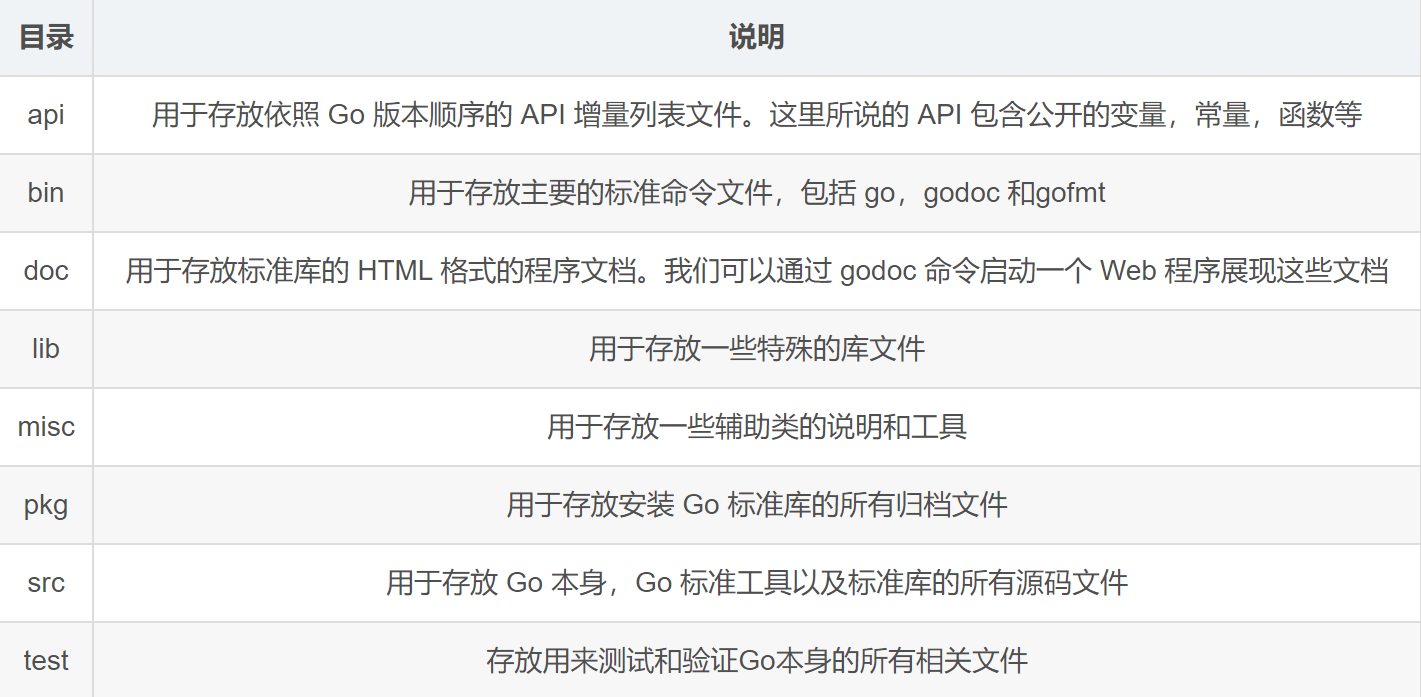 目录 说明
api 用于存放依照 Go 版本顺序的 API 增量列表文件。这里所说的 API 包含公开的变量，常量，函数等
bin 用于存放主要的标准命令文件，包括 go，godoc 和gofmt
doc 用于存放标准库的 HTML 格式的程序文档。我们可以通过 godoc 命令启动一个 Web 程序展现这些文档
lib 用于存放一些特殊的库文件
misc 用于存放一些辅助类的说明和工具
pkg 用于存放安装 Go 标准库的所有归档文件
src 用于存放 Go 本身，Go 标准工具以及标准库的所有源码文件
test 存放用来测试和验证Go本身的所有相关文件